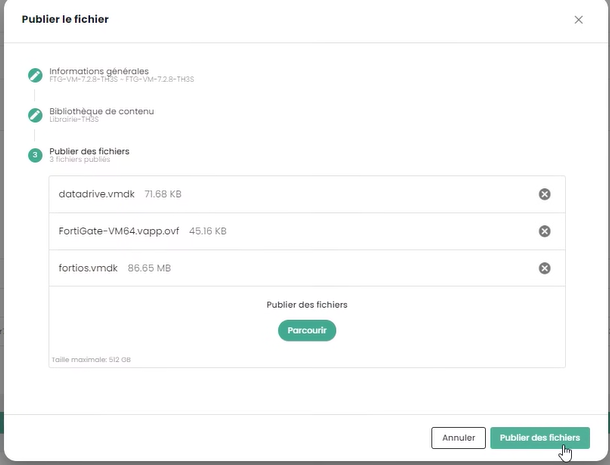 Publier le fichier
Informations générales
FTG-VM-7.2.8-TH3S - FTG-VM-7.2.8-TH3S
Bibliothèque de contenu
Librairie-TH3S
3
Publier des fichiers
3 fichiers publiés
datadrive.vmdk 71.68 KB
FortiGate-VM64.vapp.ovf 45.16 KB
fortios.vmdk 86.65 MB
Publier des fichiers
Parcourir
Taille maximale: 512 GB
Annuler
Publier des fichiers